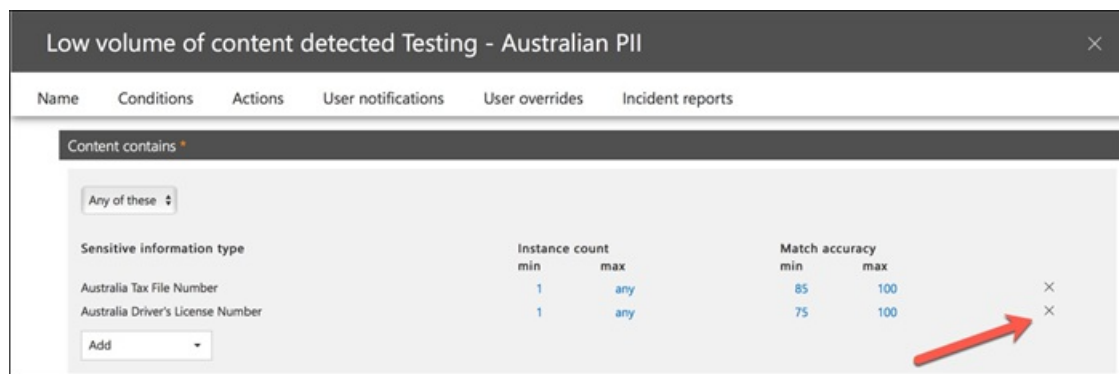 Low volume of content detected Testing - Australian PII
Name Conditions Actions User notifications User overrides Incident reports
Content contains *
Any of these
Sensitive information type Instance count Match accuracy
min max min max
Australia Tax File Number 1 any 85 100
Australia Driver's License Number 1 any 75 100
Add